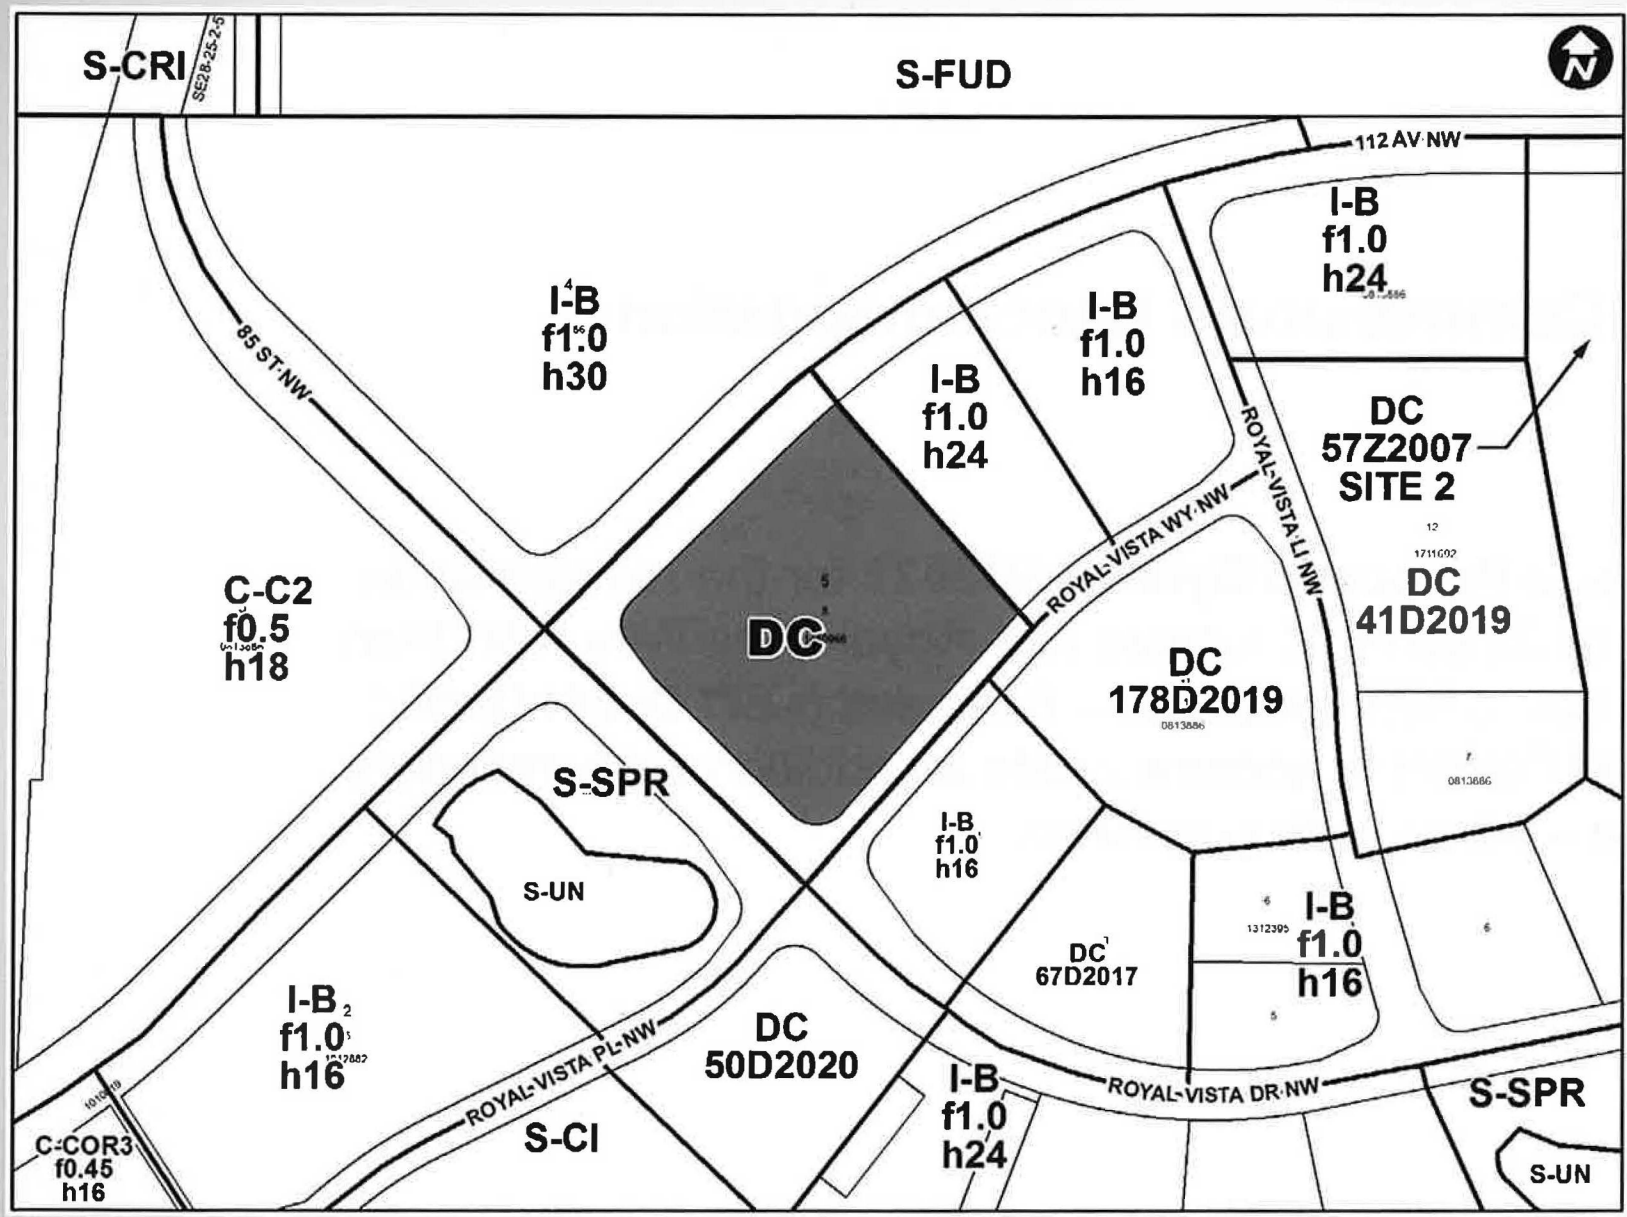 S-CRI
SE28-25-2-5
S-FUD
N
112 AV NW
I-B
f1.0
h24
I-B
f1.0
h30
I-B
f1.0
h16
I-B
f1.0
h24
85 ST NW
DC
57Z2007
SITE 2
ROYAL VISTA LI NW
ROYAL VISTA WY NW
12
1711692
DC
41D2019
5
DC
C-C2
f0.5
h18
DC
178D2019
0813886
7
0813886
S-SPR
S-UN
I-B
f1.0
h16
DC
67D2017
6
1312395
I-B
f1.0
h16
6
5
I-B
2
f1.0
h16
ROYAL VISTA PL NW
DC
50D2020
I-B
f1.0
h24
ROYAL VISTA DR NW
S-SPR
S-UN
S-CI
C-COR3
f0.45
h16